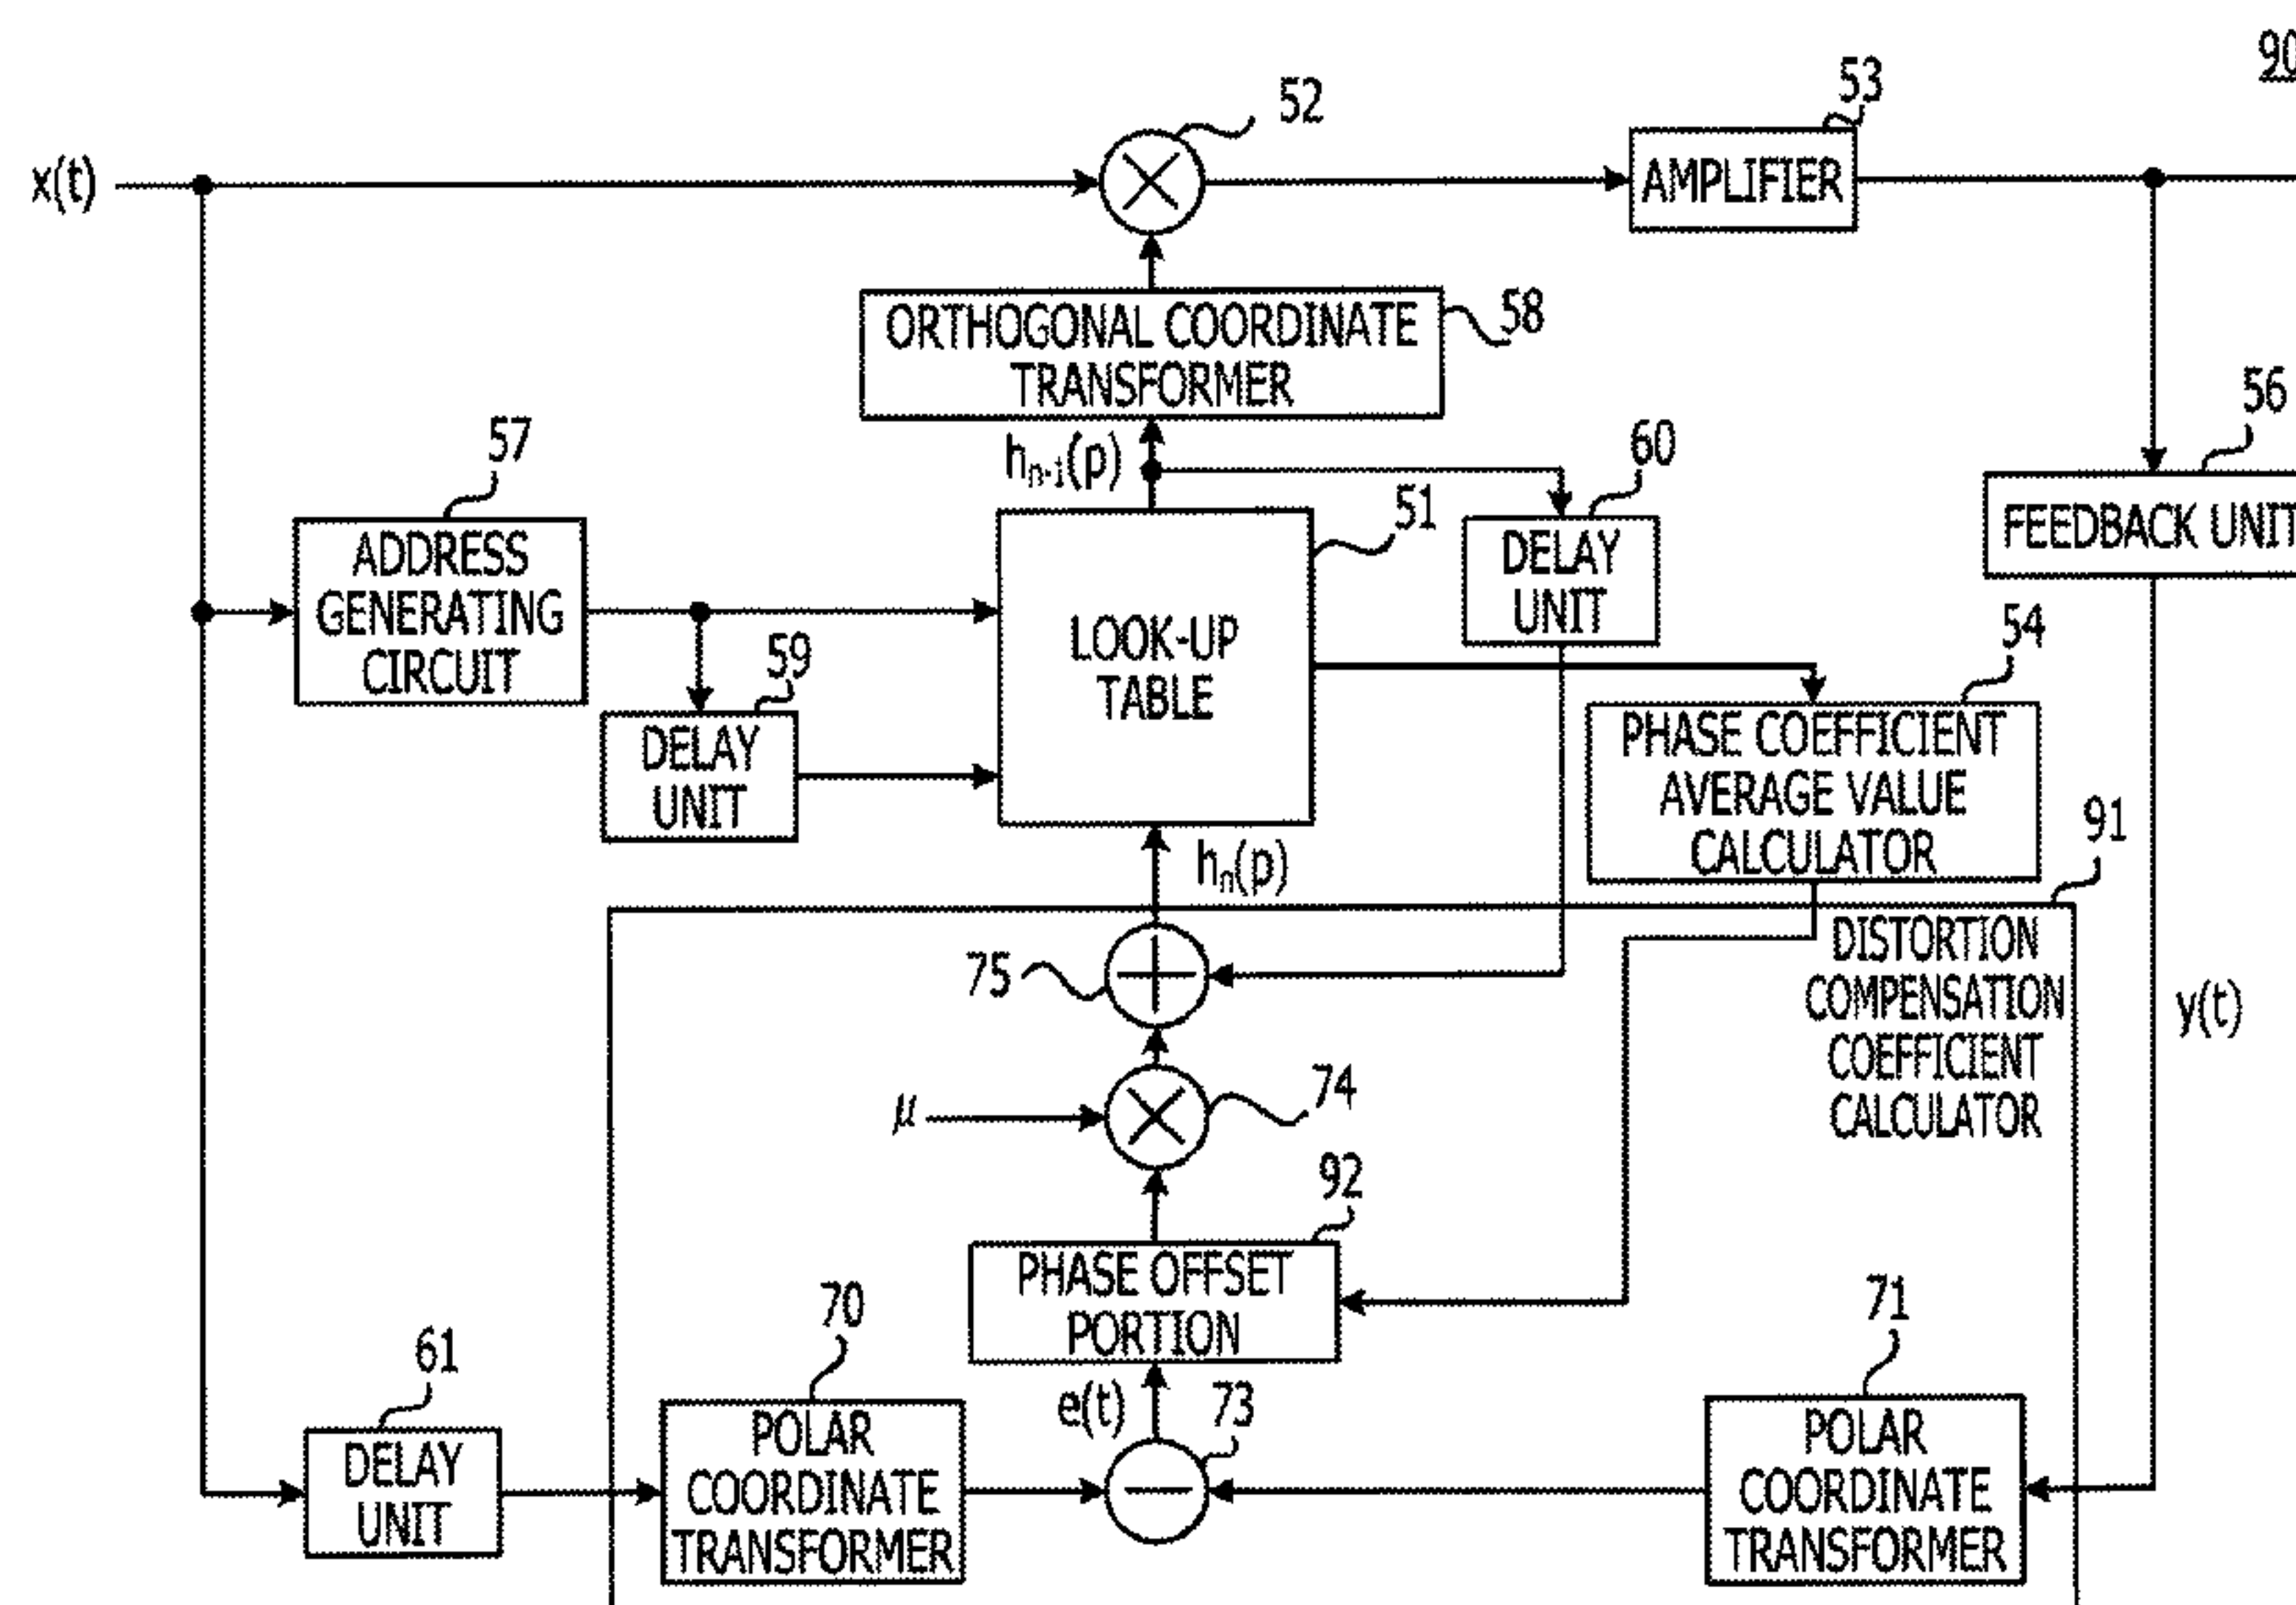 90
52
53
x(t)
AMPLIFIER
58
ORTHOGONAL COORDINATE
TRANSFORMER
56
57
hn-1(p)
60
51
FEEDBACK UNIT
ADDRESS
GENERATING
CIRCUIT
DELAY
UNIT
LOOK-UP
TABLE
54
59
DELAY
UNIT
PHASE COEFFICIENT
AVERAGE VALUE
CALCULATOR
91
hn(p)
DISTORTION
COMPENSATION
COEFFICIENT
CALCULATOR
75
y(t)
74
μ
92
PHASE OFFSET
PORTION
70
71
61
e(t)
73
DELAY
UNIT
POLAR
COORDINATE
TRANSFORMER
POLAR
COORDINATE
TRANSFORMER